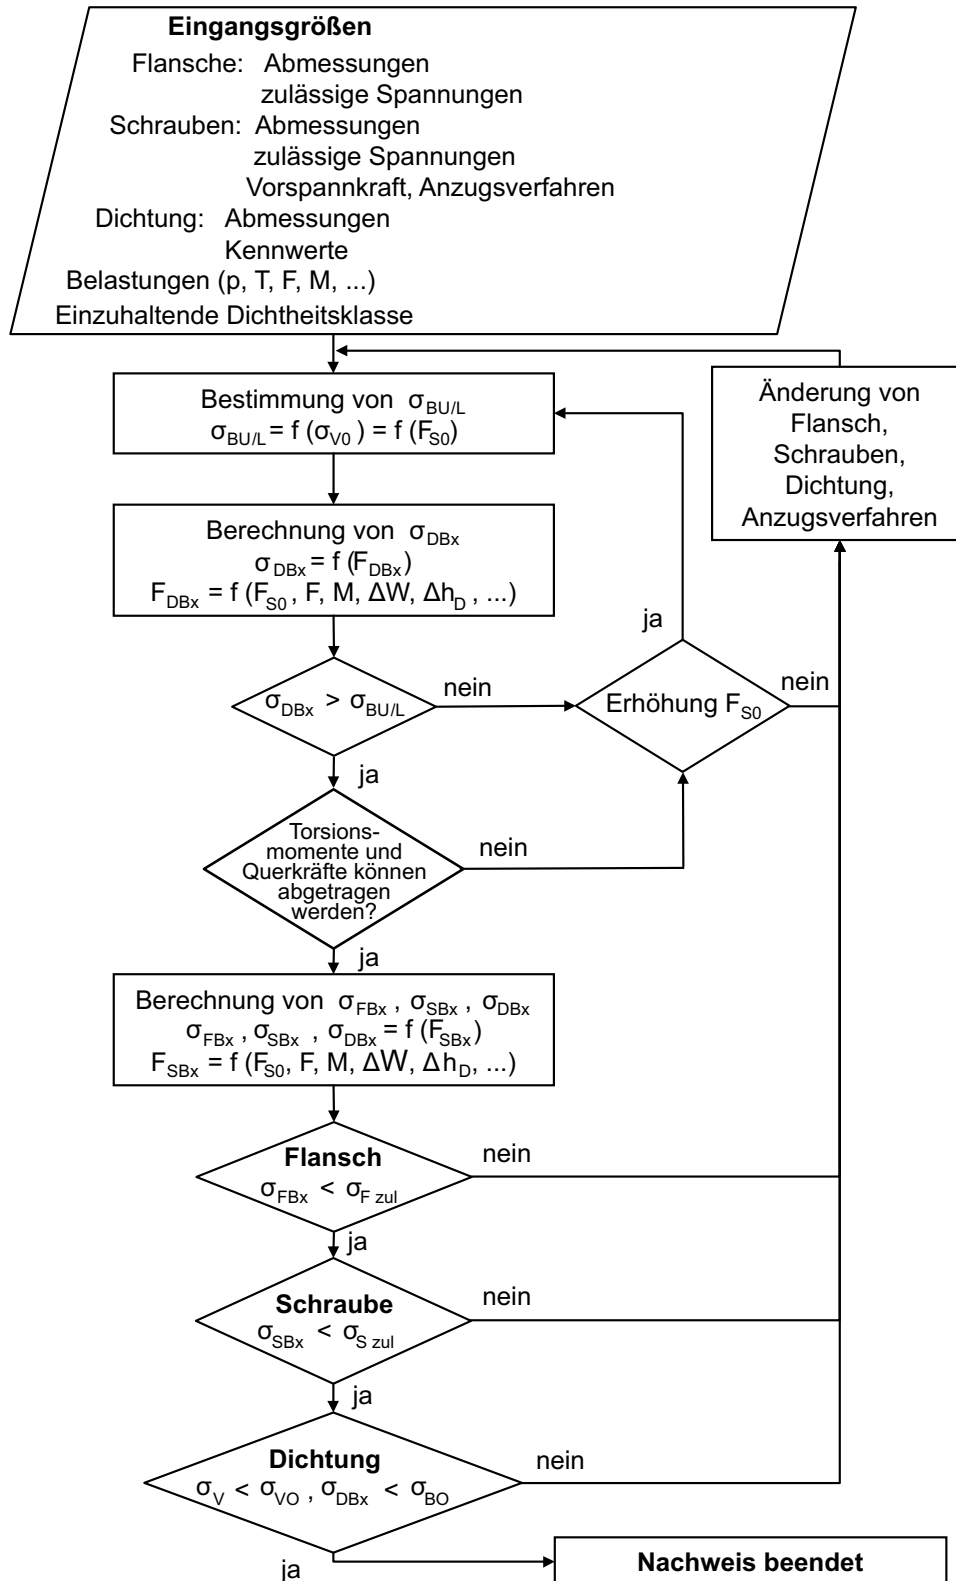 Eingangsgrößen
Flansche: Abmessungen
zulässige Spannungen
Schrauben: Abmessungen
zulässige Spannungen
Vorspannkraft, Anzugsverfahren
Dichtung: Abmessungen
Kennwerte
Belastungen (p, T, F, M, ...)
Einzuhaltende Dichtheitsklasse
Bestimmung von σBU/L
σBU/L = f (σV0 ) = f (FS0)
Änderung von
Flansch,
Schrauben,
Dichtung,
Anzugsverfahren
Berechnung von σDBx
σDBx = f (FDBx)
FDBx = f (FS0 , F, M, ΔW, ΔhD , ...)
ja
σDBx > σBU/L
nein
Erhöhung FS0
nein
ja
Torsions-
momente und
Querkräfte können
abgetragen
werden?
nein
ja
Berechnung von σFBx , σSBx , σDBx
σFBx , σSBx , σDBx = f (FSBx)
FSBx = f (FS0, F, M, ΔW, ΔhD, ...)
Flansch
σFBx < σF zul
nein
ja
Schraube
σSBx < σS zul
nein
ja
Dichtung
σV < σVO , σDBx < σBO
nein
ja
Nachweis beendet